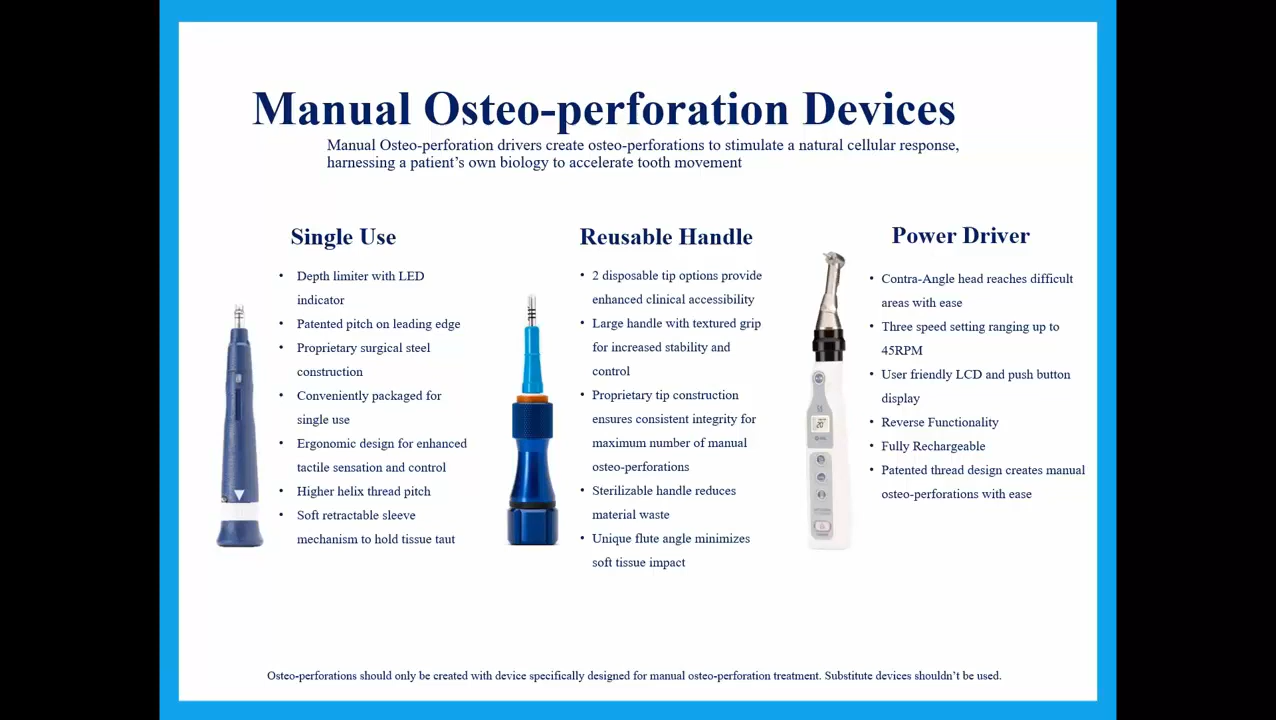 Manual Osteo-perforation Devices
Manual Osteo-perforation drivers create osteo-perforations to stimulate a natural cellular response,
harnessing a patient's own biology to accelerate tooth movement
Single Use
• Depth limiter with LED
indicator
• Patented pitch on leading edge
• Proprietary surgical steel
construction
• Conveniently packaged for
single use
• Ergonomic design for enhanced
tactile sensation and control
• Higher helix thread pitch
• Soft retractable sleeve
mechanism to hold tissue taut
Reusable Handle
• 2 disposable tip options provide
enhanced clinical accessibility
• Large handle with textured grip
for increased stability and
control
• Proprietary tip construction
ensures consistent integrity for
maximum number of manual
osteo-perforations
• Sterilizable handle reduces
material waste
• Unique flute angle minimizes
soft tissue impact
Power Driver
• Contra-Angle head reaches difficult
areas with ease
• Three speed setting ranging up to
45RPM
• User friendly LCD and push button
display
• Reverse Functionality
• Fully Rechargeable
• Patented thread design creates manual
osteo-perforations with ease
20
Osteo-perforations should only be created with device specifically designed for manual osteo-perforation treatment. Substitute devices shouldn't be used.